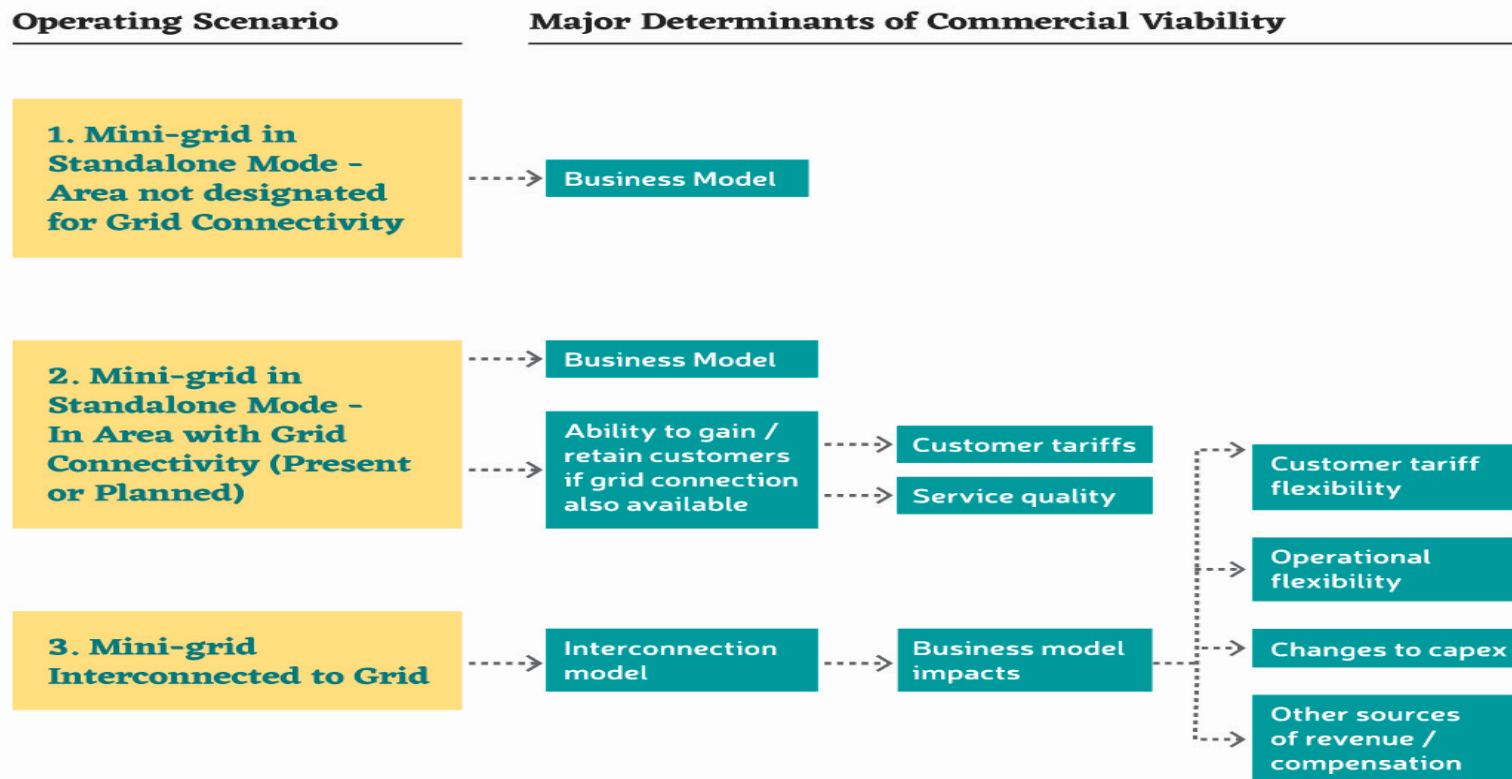 Operating Scenario
Major Determinants of Commercial Viability
1. Mini-grid in
Standalone Mode -
Area not designated
for Grid Connectivity
Business Model
2. Mini-grid in
Standalone Mode -
In Area with Grid
Connectivity (Present
or Planned)
Business Model
Ability to gain /
retain customers
if grid connection
also available
Customer tariffs
Service quality
3. Mini-grid
Interconnected to Grid
Interconnection
model
Business model
impacts
Customer tariff
flexibility
Operational
flexibility
Changes to capex
Other sources
of revenue /
compensation